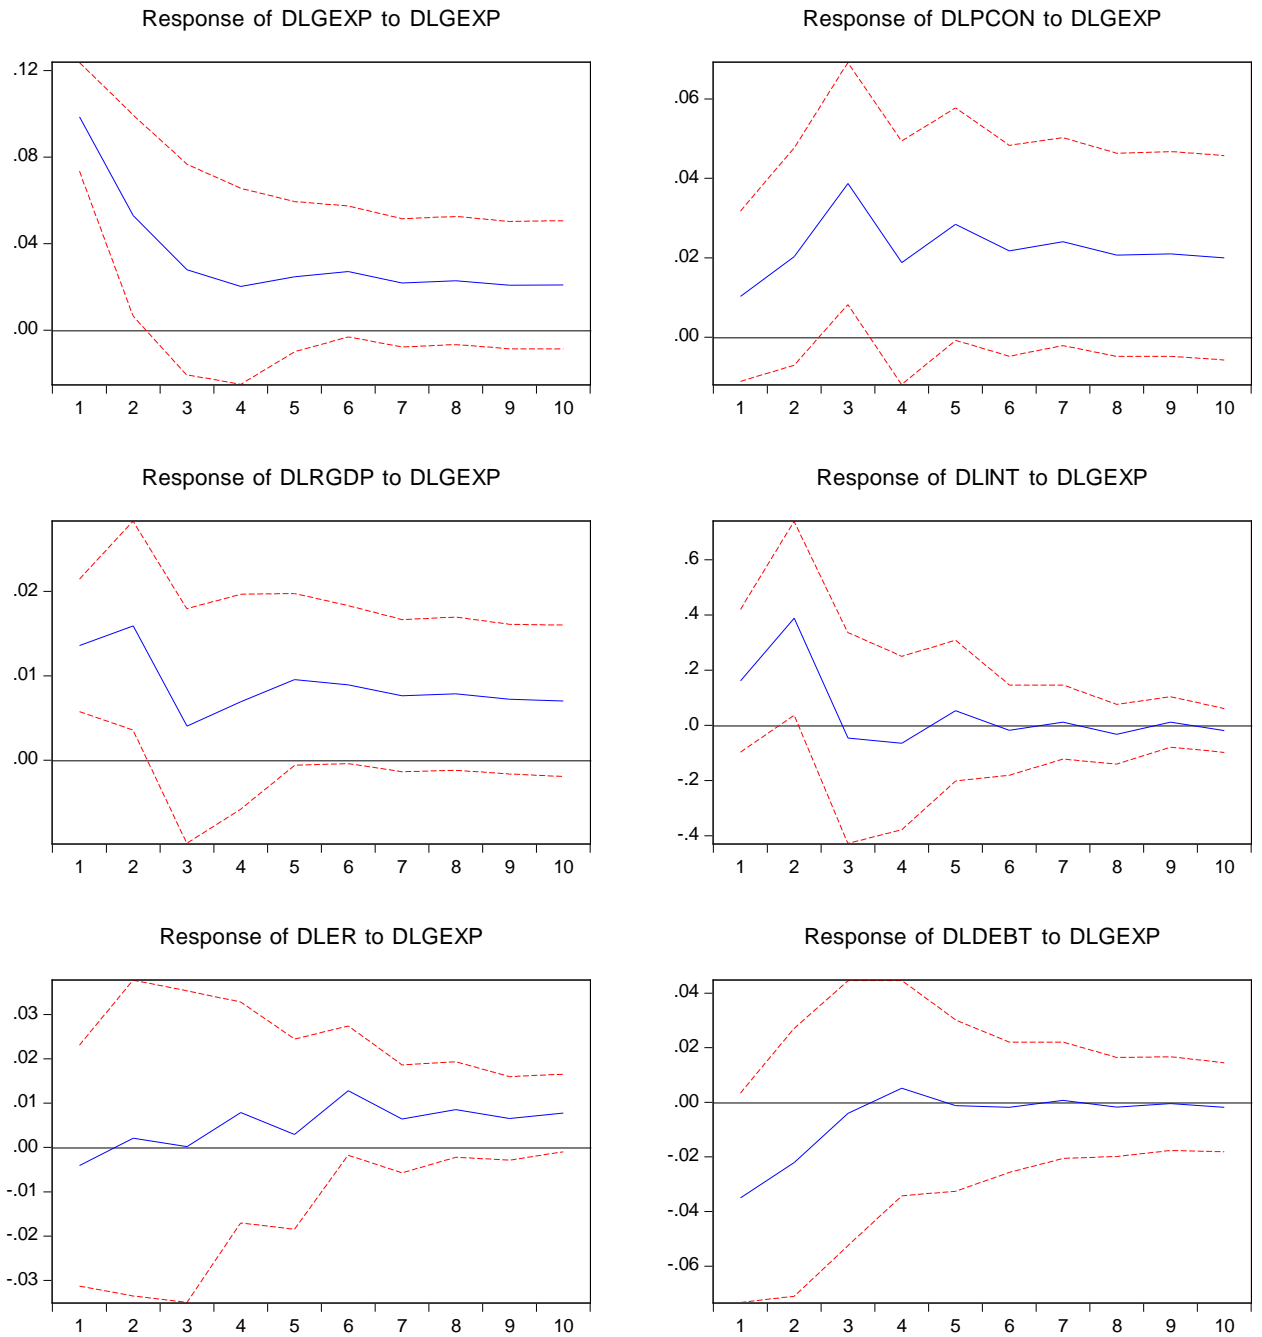 Response of DLGEXP to DLGEXP
.12
.08
.04
.00
1 2 3 4 5 6 7 8 9 10
Response of DLPCON to DLGEXP
.06
.04
.02
.00
1 2 3 4 5 6 7 8 9 10
Response of DLRGDP to DLGEXP
.02
.01
.00
1 2 3 4 5 6 7 8 9 10
Response of DLINT to DLGEXP
.6
.4
.2
.0
-.2
-.4
1 2 3 4 5 6 7 8 9 10
Response of DLER to DLGEXP
.03
.02
.01
.00
-.01
-.02
-.03
1 2 3 4 5 6 7 8 9 10
Response of DLDEBT to DLGEXP
.04
.02
.00
-.02
-.04
-.06
1 2 3 4 5 6 7 8 9 10